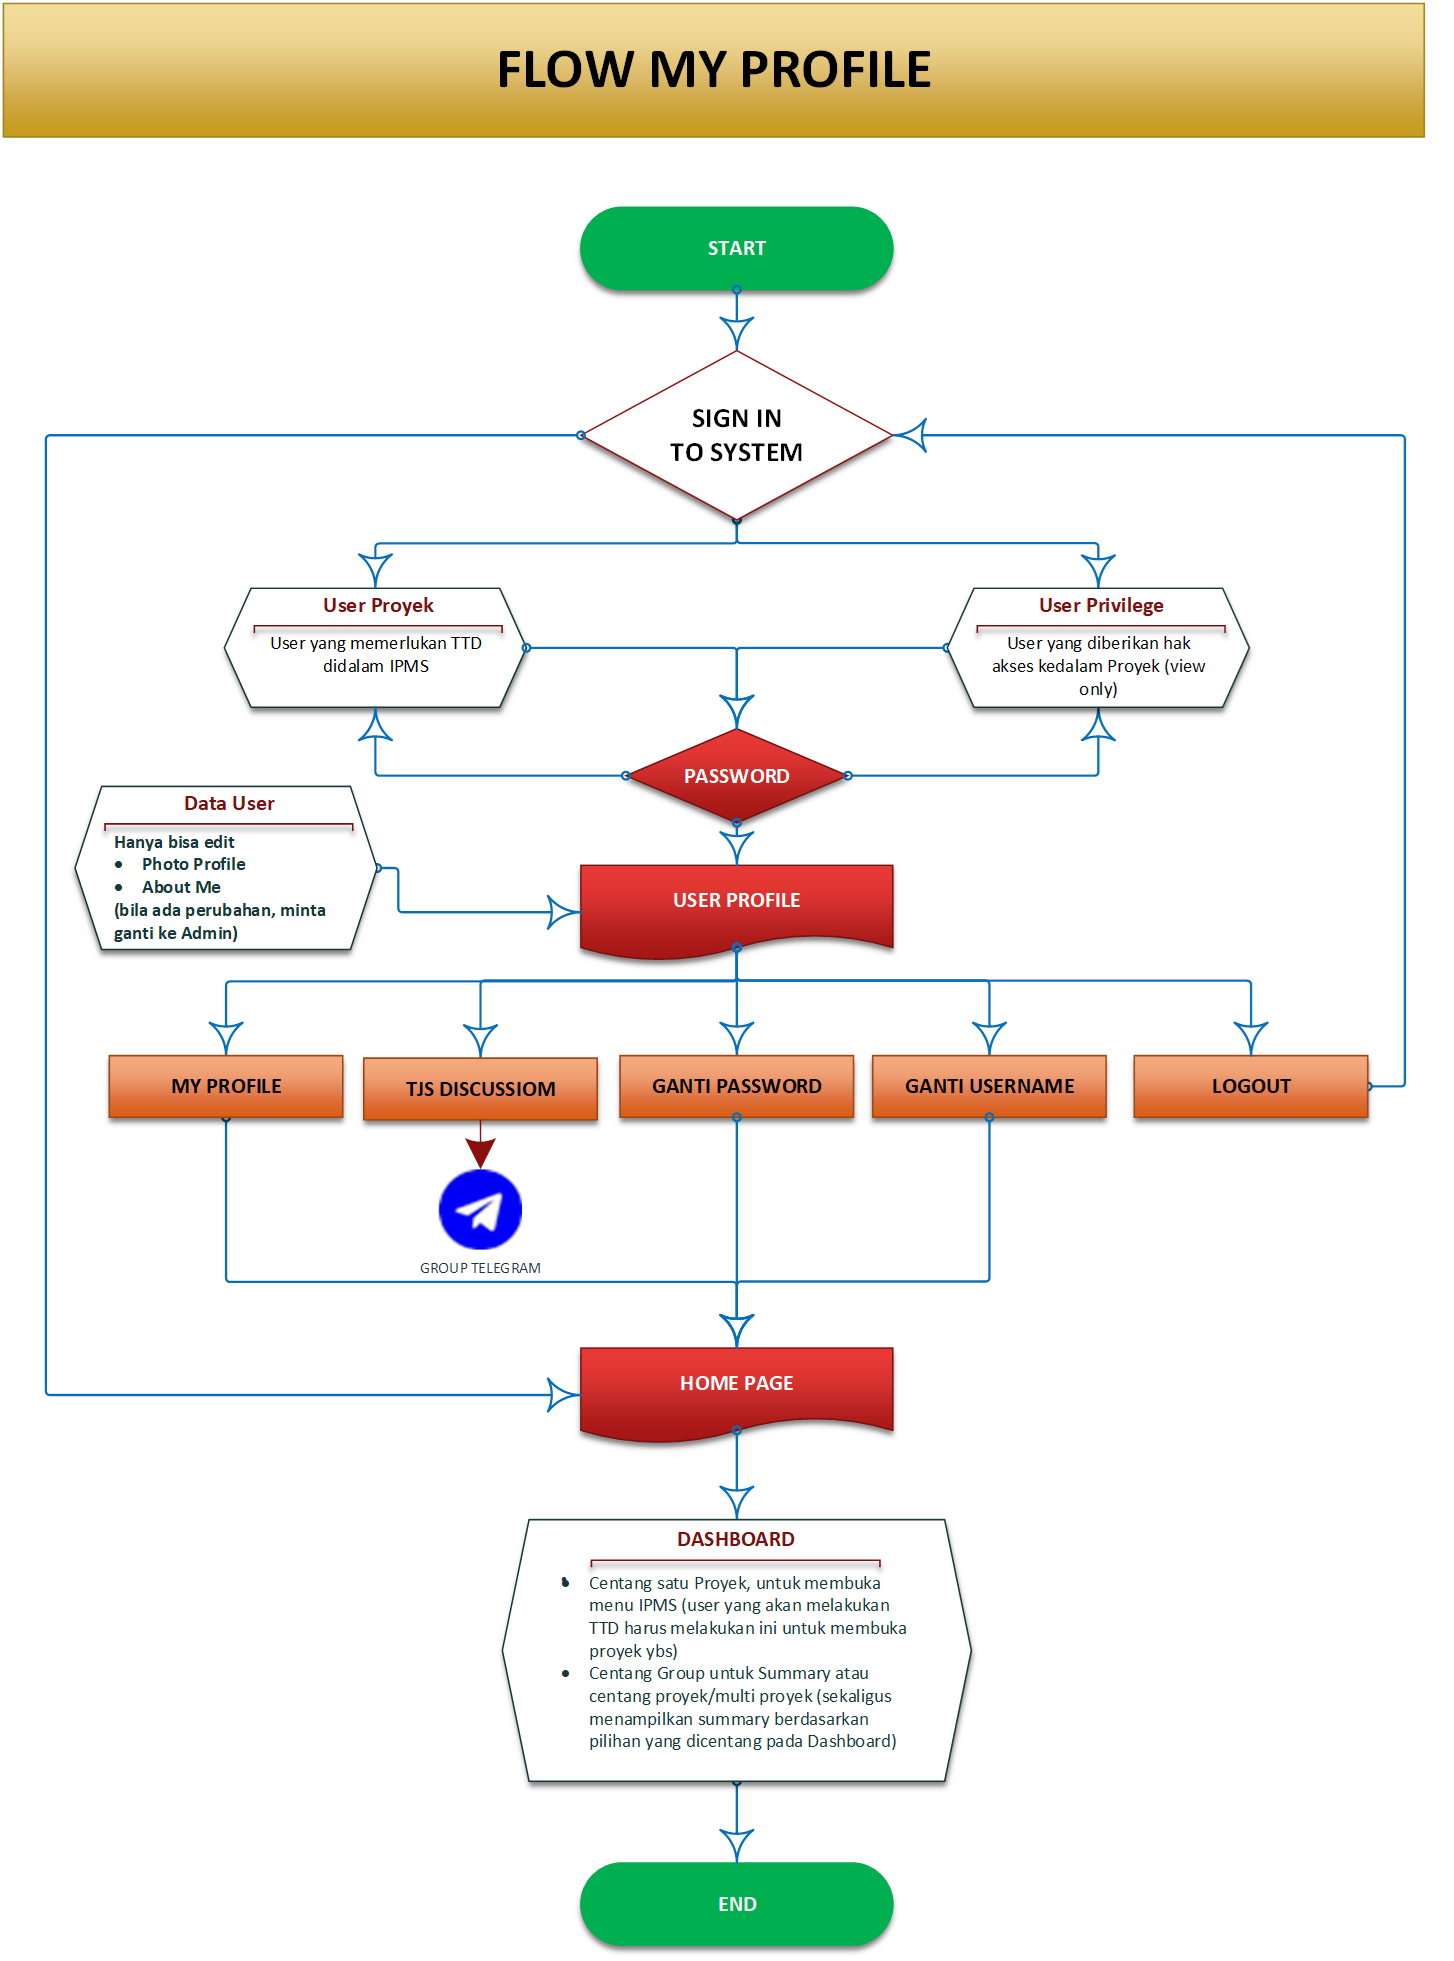 FLOW MY PROFILE
START
SIGN IN
TO SYSTEM
User Proyek
User yang memerlukan TTD
didalam IPMS
User Privilege
User yang diberikan hak
akses kedalam Proyek (view
only)
PASSWORD
Data User
Hanya bisa edit
• Photo Profile
• About Me
(bila ada perubahan, minta
ganti ke Admin)
USER PROFILE
MY PROFILE
TJS DISCUSSIOM
GANTI PASSWORD
GANTI USERNAME
LOGOUT
GROUP TELEGRAM
HOME PAGE
DASHBOARD
• Centang satu Proyek, untuk membuka
menu IPMS (user yang akan melakukan
TTD harus melakukan ini untuk membuka
proyek ybs)
• Centang Group untuk Summary atau
centang proyek/multi proyek (sekaligus
menampilkan summary berdasarkan
pilihan yang dicentang pada Dashboard)
END